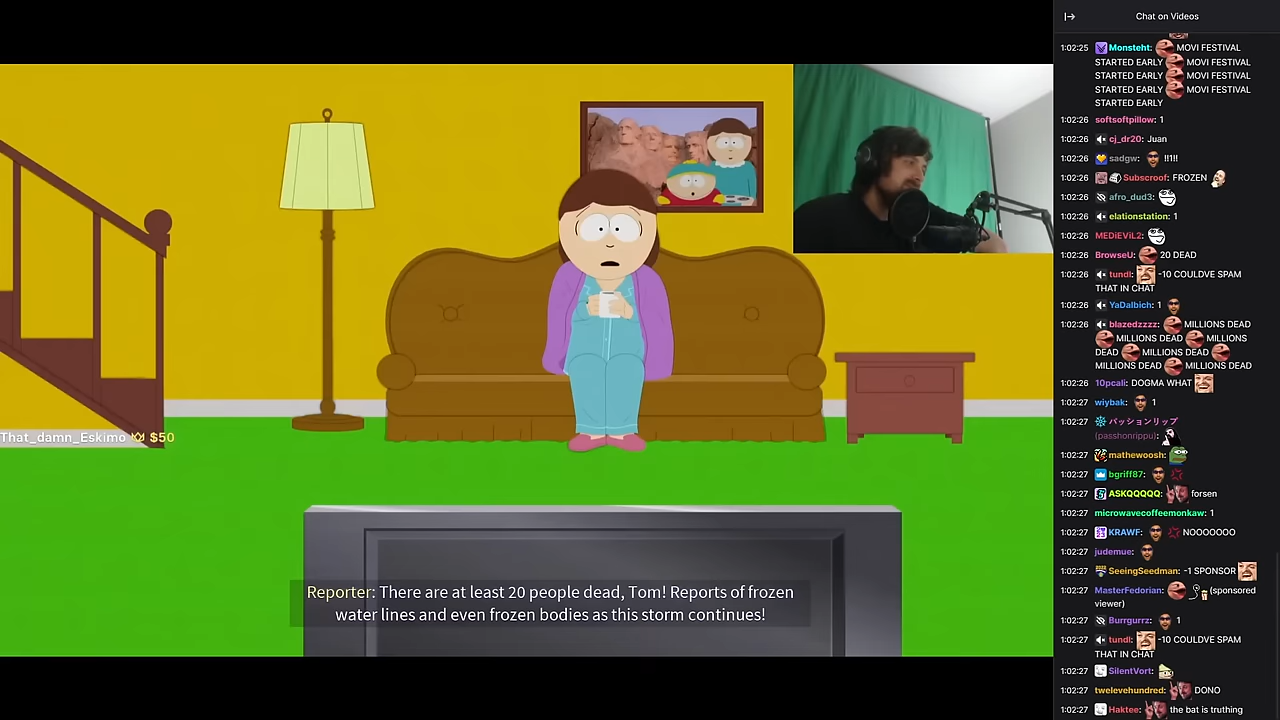 Chat on Videos
1:02:25 Monsteht: MOVI FESTIVAL
STARTED EARLY MOVI FESTIVAL
STARTED EARLY MOVI FESTIVAL
STARTED EARLY MOVI FESTIVAL
STARTED EARLY
1:02:26 softsoftpillow: 1
1:02:26 cj_dr20: Juan
1:02:26 sadgw: !!1!!
1:02:26 Subscroof: FROZEN
1:02:26 afro_dud3:
1:02:26 elationstation: 1
1:02:26 MEDiEViL2:
1:02:26 BrowseU: 20 DEAD
1:02:26 tundl: -10 COULDVE SPAM
THAT IN CHAT
1:02:26 YaDalbich: 1
1:02:26 blazedzzzz: MILLIONS DEAD
MILLIONS DEAD MILLIONS
DEAD MILLIONS DEAD
MILLIONS DEAD MILLIONS DEAD
1:02:26 10pcali: DOGMA WHAT
1:02:27 wiybak: 1
1:02:27 パッションリップ
(passhonrippu):
1:02:27 mathewoosh:
1:02:27 bgriff87:
1:02:27 ASKQQQQQ: forsen
1:02:27 microwavecoffeemonkaw: 1
1:02:27 KRAWF: NOOOOOOO
1:02:27 judemue:
1:02:27 SeeingSeedman: -1 SPONSOR
1:02:27 MasterFedorian: (sponsored
viewer)
1:02:27 Burrgurrz: 1
1:02:27 tundl: -10 COULDVE SPAM
THAT IN CHAT
1:02:27 SilentVort:
1:02:27 twelevehundred: DONO
1:02:27 Haktee: the bat is truthing
That_damn_Eskimo $50
Reporter: There are at least 20 people dead, Tom! Reports of frozen
water lines and even frozen bodies as this storm continues!